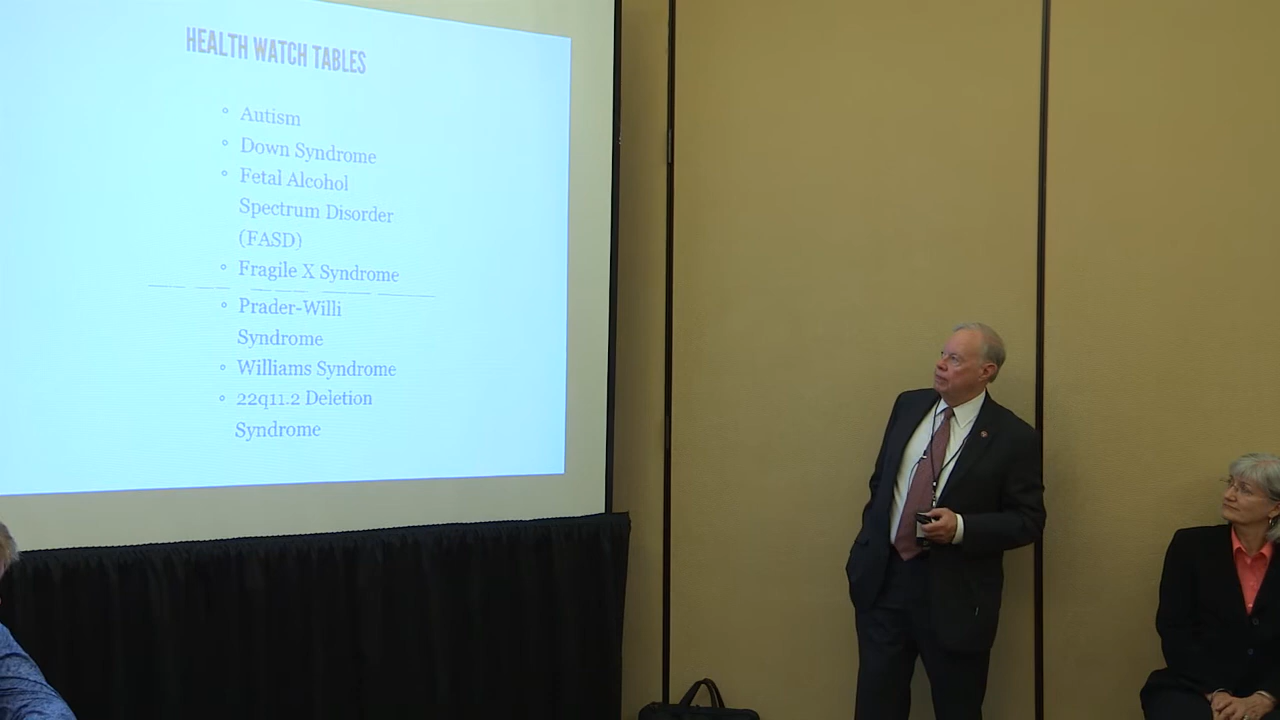 HEALTH WATCH TABLES
Autism
Down Syndrome
Fetal Alcohol
Spectrum Disorder
(FASD)
Fragile X Syndrome
Prader-Willi
Syndrome
Williams Syndrome
22q11.2 Deletion
Syndrome